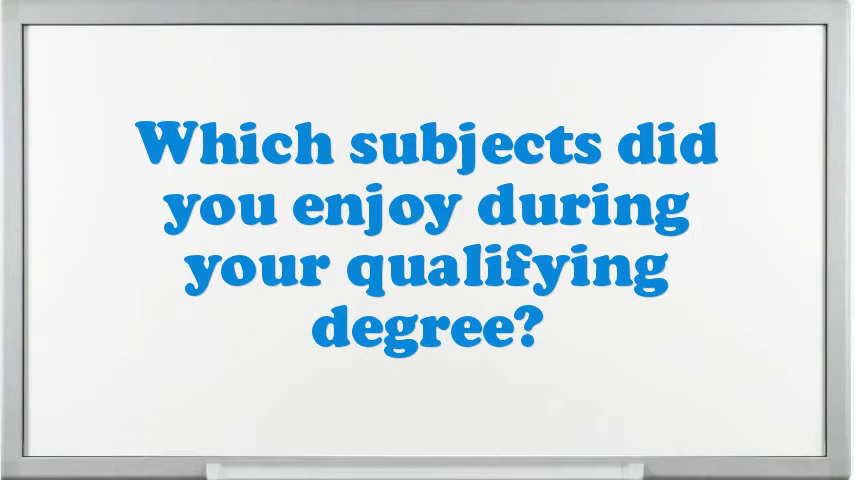 Which subjects did
you enjoy during
your qualifying
degree?